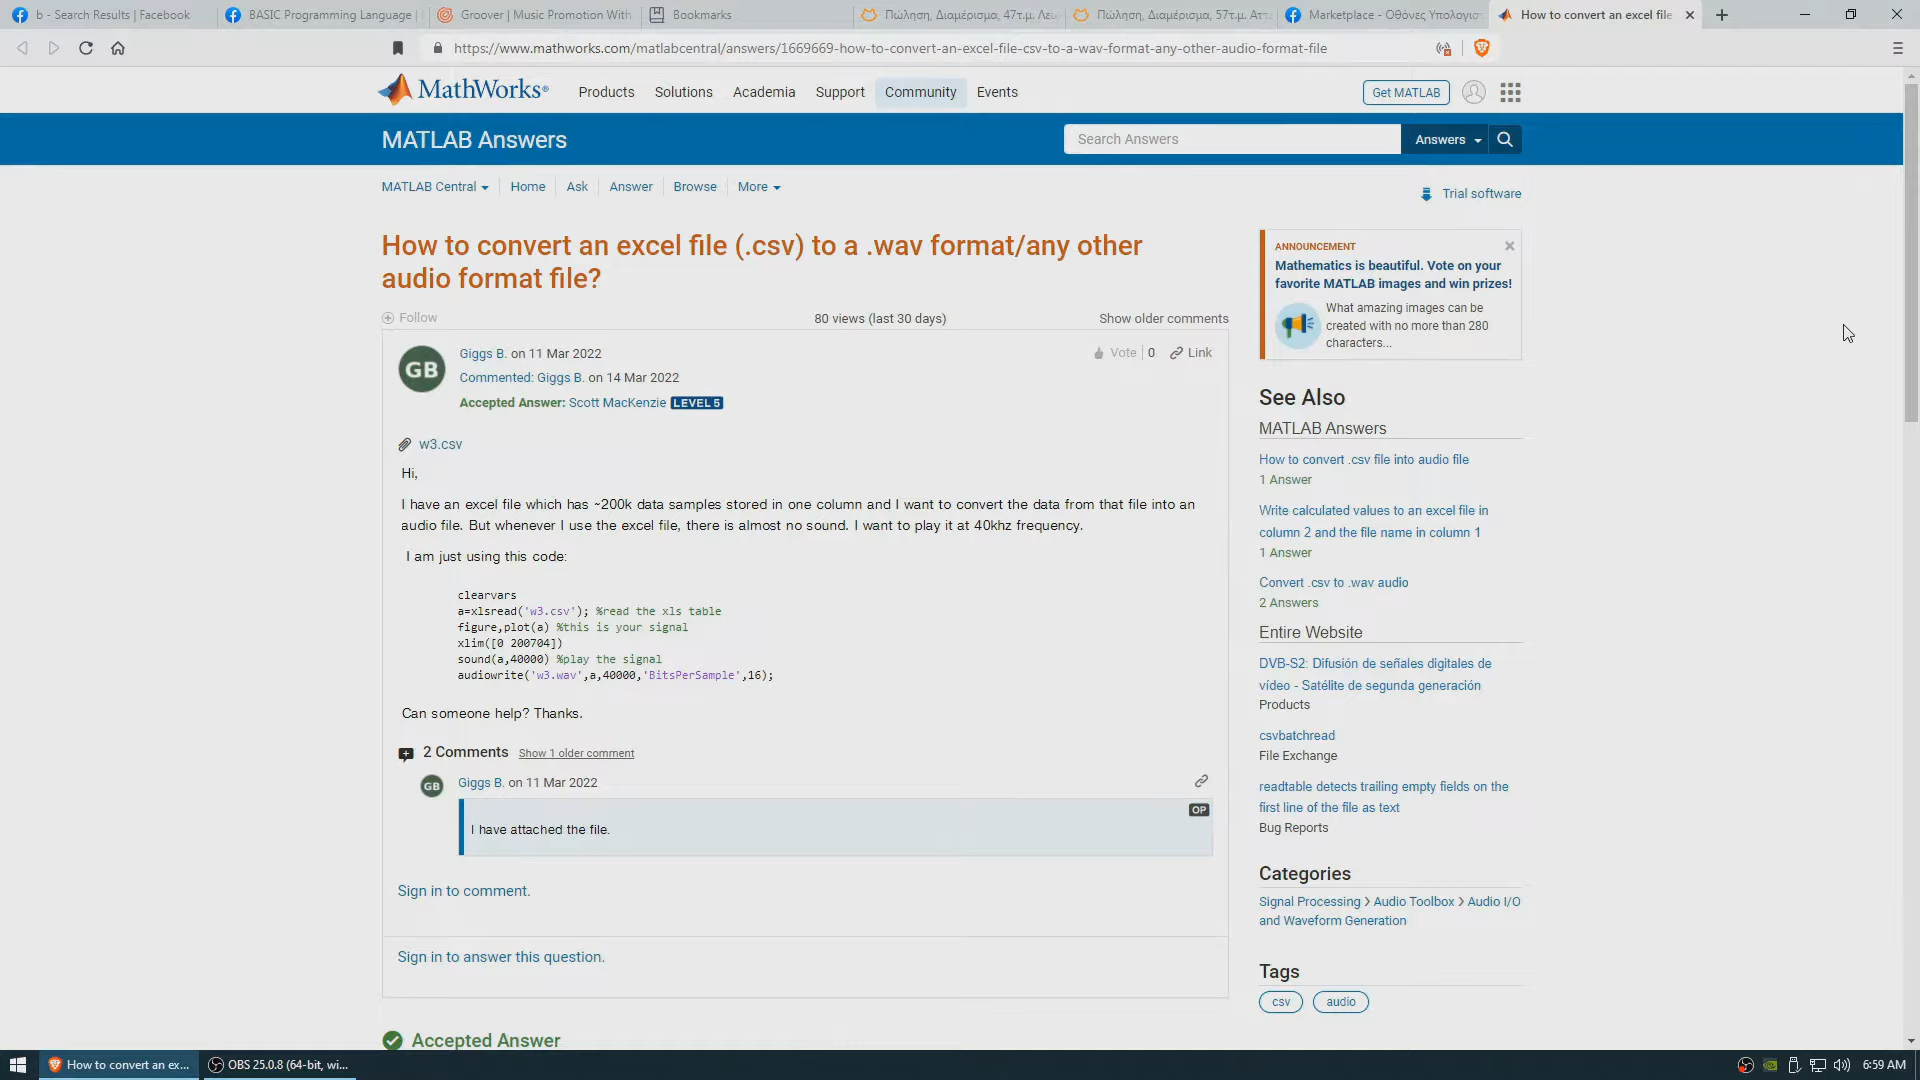 b - Search Results | Facebook
BASIC Programming Language |
Groover | Music Promotion With
Bookmarks
Πώληση, Διαμέρισμα, 47τ.μ. Λευ
Πώληση, Διαμέρισμα, 57τ.μ. Αττ
Marketplace - Οθόνες Υπολογισ
How to convert an excel file
https://www.mathworks.com/matlabcentral/answers/1669669-how-to-convert-an-excel-file-csv-to-a-wav-format-any-other-audio-format-file
MathWorks®
Products
Solutions
Academia
Support
Community
Events
Get MATLAB
MATLAB Answers
Search Answers
Answers
MATLAB Central
Home
Ask
Answer
Browse
More
Trial software
How to convert an excel file (.csv) to a .wav format/any other
audio format file?
Follow
80 views (last 30 days)
Show older comments
GB
Giggs B. on 11 Mar 2022
Vote
0
Link
Commented: Giggs B. on 14 Mar 2022
Accepted Answer: Scott MacKenzie LEVEL 5
w3.csv
Hi,
I have an excel file which has ~200k data samples stored in one column and I want to convert the data from that file into an
audio file. But whenever I use the excel file, there is almost no sound. I want to play it at 40khz frequency.
I am just using this code:
clearvars
a=xlsread('w3.csv'); %read the xls table
figure,plot(a) %this is your signal
xlim([0 200704])
sound(a,40000) %play the signal
audiowrite('w3.wav',a,40000,'BitsPerSample',16);
Can someone help? Thanks.
2 Comments
Show 1 older comment
GB
Giggs B. on 11 Mar 2022
OP
I have attached the file.
Sign in to comment.
Sign in to answer this question.
Accepted Answer
ANNOUNCEMENT
Mathematics is beautiful. Vote on your
favorite MATLAB images and win prizes!
What amazing images can be
created with no more than 280
characters...
See Also
MATLAB Answers
How to convert .csv file into audio file
1 Answer
Write calculated values to an excel file in
column 2 and the file name in column 1
1 Answer
Convert .csv to .wav audio
2 Answers
Entire Website
DVB-S2: Difusión de señales digitales de
vídeo - Satélite de segunda generación
Products
csvbatchread
File Exchange
readtable detects trailing empty fields on the
first line of the file as text
Bug Reports
Categories
Signal Processing > Audio Toolbox > Audio I/O
and Waveform Generation
Tags
csv
audio
How to convert an ex...
OBS 25.0.8 (64-bit, wi...
6:59 AM